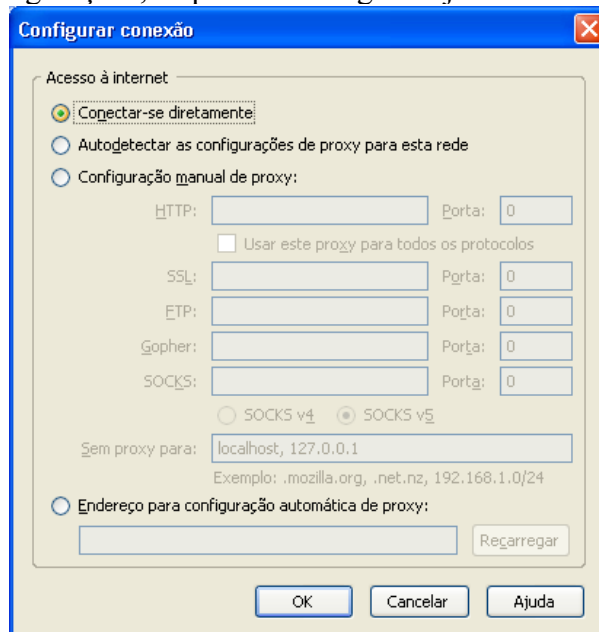 Configurar conexão
Acesso à internet
Conectar-se diretamente
Autodetectar as configurações de proxy para esta rede
Configuração manual de proxy:
HTTP: Porta: 0
Usar este proxy para todos os protocolos
SSL: Porta: 0
FTP: Porta: 0
Gopher: Porta: 0
SOCKS: Porta: 0
SOCKS v4 SOCKS v5
Sem proxy para: localhost, 127.0.0.1
Exemplo: .mozilla.org, .net.nz, 192.168.1.0/24
Endereço para configuração automática de proxy:
Recarregar
OK Cancelar Ajuda